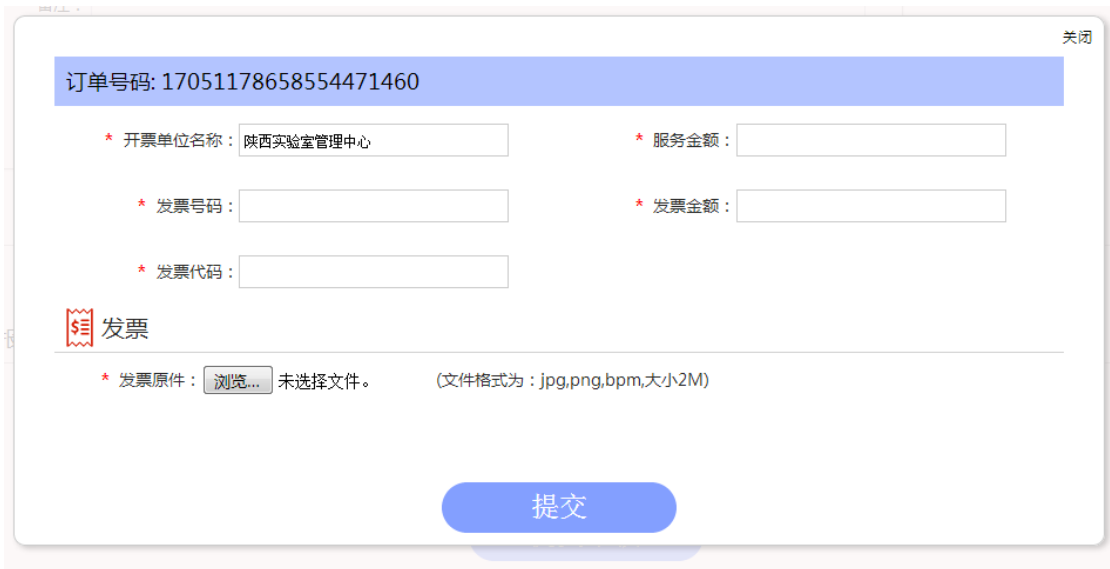 关闭
订单号码: 17051178658554471460
* 开票单位名称： 陕西实验室管理中心 * 服务金额：
* 发票号码： * 发票金额：
* 发票代码：
发票
* 发票原件： 浏览... 未选择文件。 (文件格式为：jpg,png,bpm,大小2M)
提交